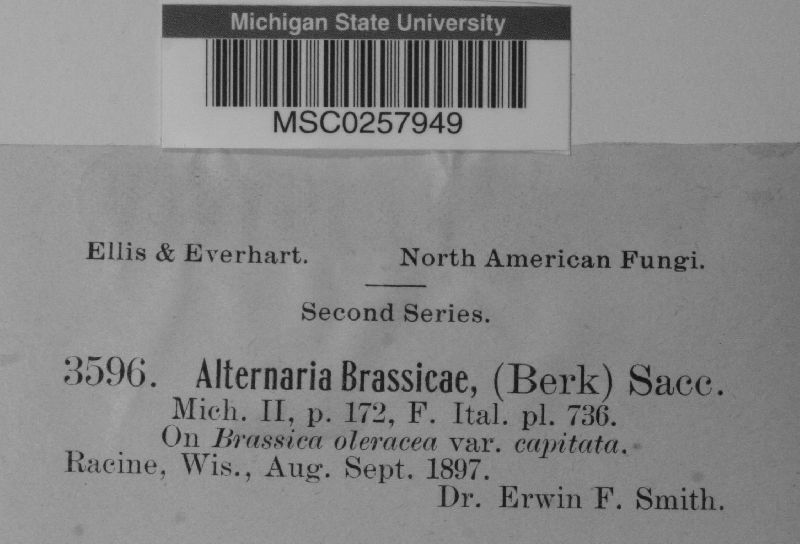 Michigan State University
MSC0257949
Ellis & Everhart. North American Fungi.
Second Series.
3596. Alternaria Brassicae, (Berk) Sacc.
Mich. II, p. 172, F. Ital. pl. 736.
On Brassica oleracea var. capitata.
Racine, Wis., Aug. Sept. 1897.
Dr. Erwin F. Smith.